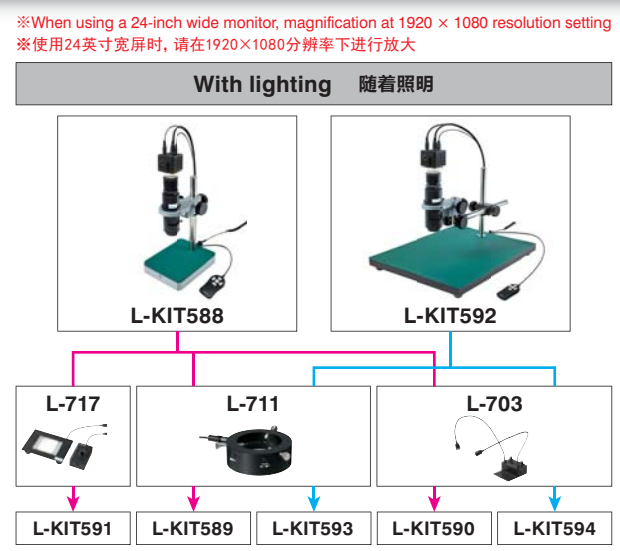 ※When using a 24-inch wide monitor, magnification at 1920 × 1080 resolution setting
※使用24英寸宽屏时, 请在1920×1080分辨率下进行放大
With lighting 随着照明
L-KIT588 L-KIT592
L-717 L-711 L-703
L-KIT591 L-KIT589 L-KIT593 L-KIT590 L-KIT594